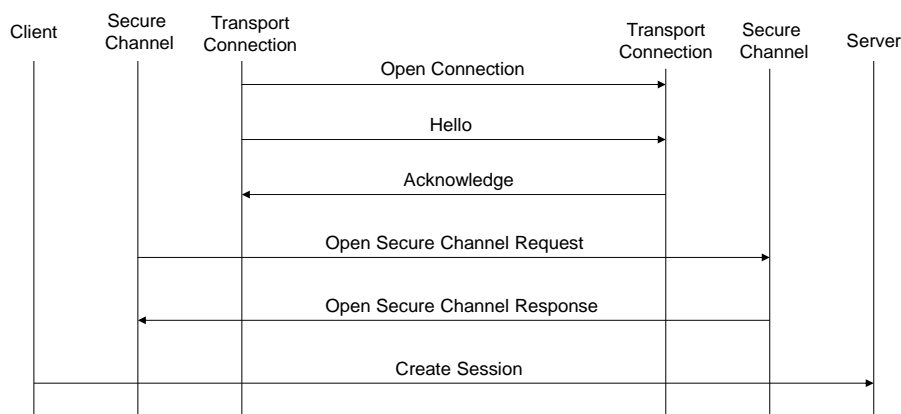 Client
Secure
Channel
Transport
Connection
Transport
Connection
Secure
Channel
Server
Open Connection
Hello
Acknowledge
Open Secure Channel Request
Open Secure Channel Response
Create Session